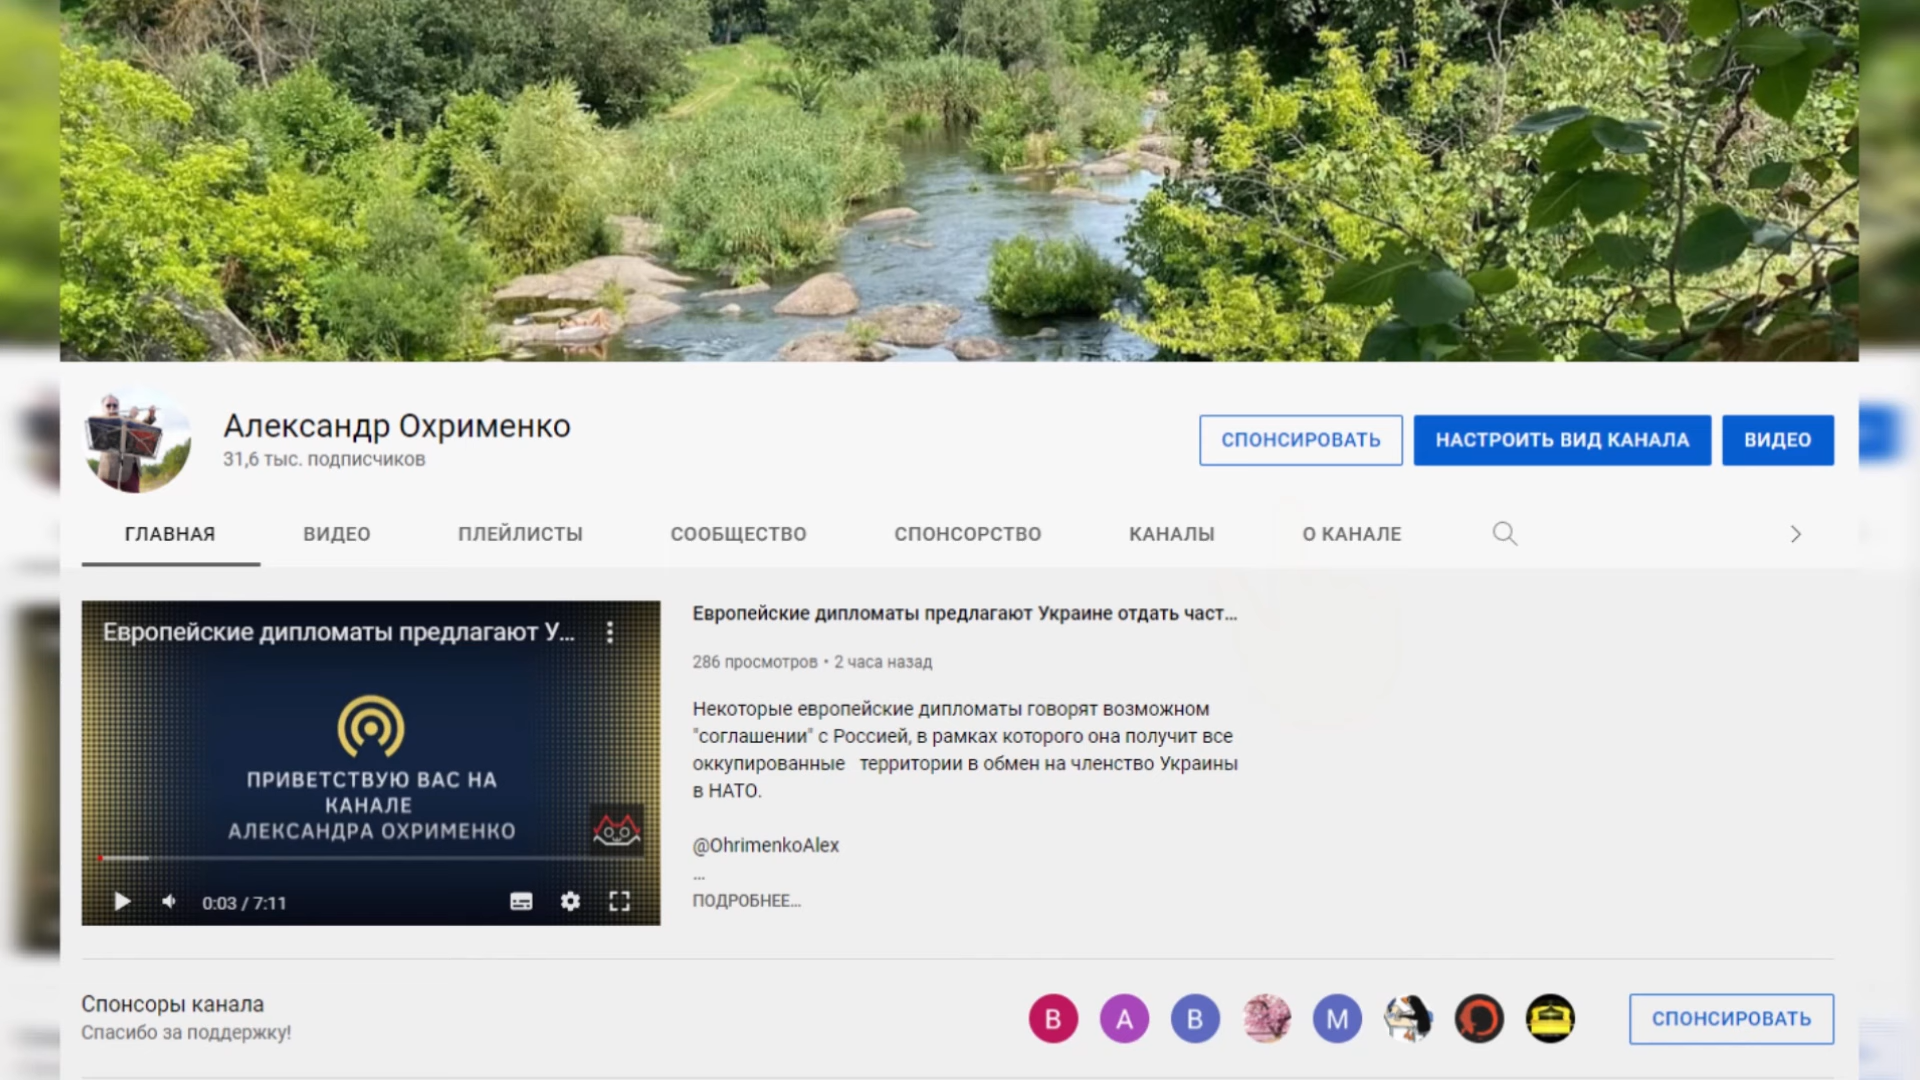 Александр Охрименко
31,6 тыс. подписчиков
СПОНСИРОВАТЬ
НАСТРОИТЬ ВИД КАНАЛА
ВИДЕО
ГЛАВНАЯ
ВИДЕО
ПЛЕЙЛИСТЫ
СООБЩЕСТВО
СПОНСОРСТВО
КАНАЛЫ
О КАНАЛЕ
Европейские дипломаты предлагают У...
ПРИВЕТСТВУЮ ВАС НА
КАНАЛЕ
АЛЕКСАНДРА ОХРИМЕНКО
0:03 / 7:11
Европейские дипломаты предлагают Украине отдать част...
286 просмотров • 2 часа назад
Некоторые европейские дипломаты говорят возможном
"соглашении" с Россией, в рамках которого она получит все
оккупированные территории в обмен на членство Украины
в НАТО.
@OhrimenkoAlex
...
ПОДРОБНЕЕ...
Спонсоры канала
Спасибо за поддержку!
В
А
В
М
СПОНСИРОВАТЬ